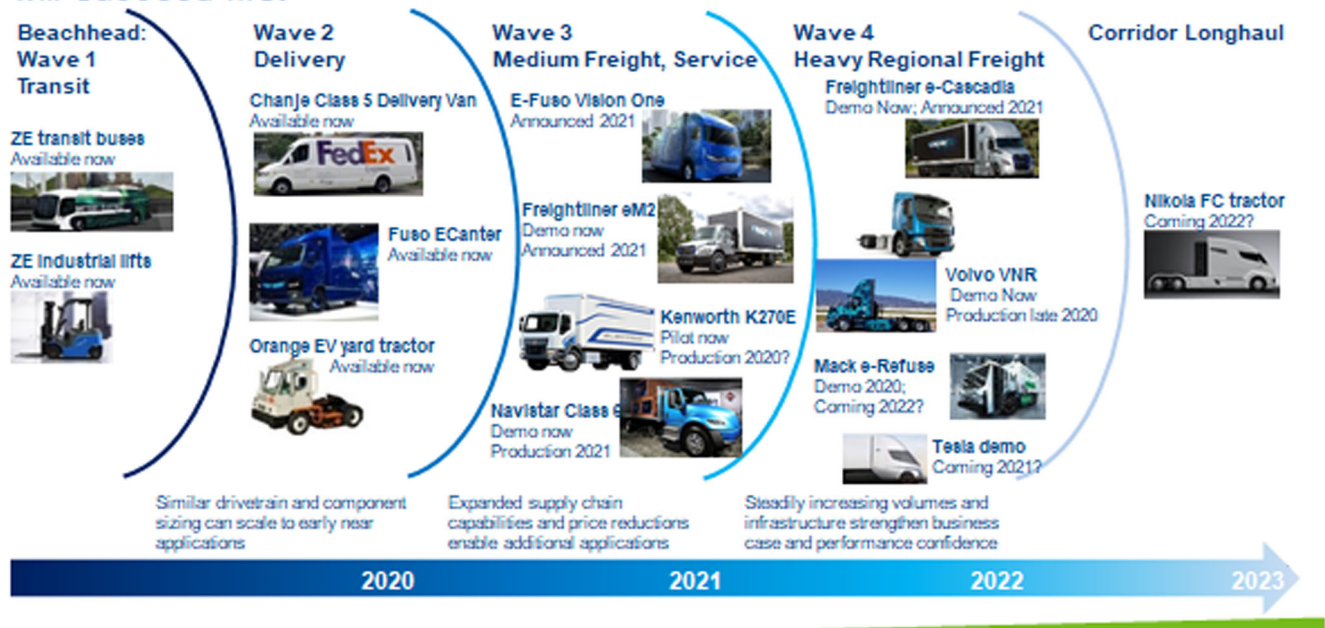 Beachhead:
Wave 1
Transit
ZE transit buses
Available now
ZE industrial lifts
Available now
Wave 2
Delivery
Chanje Class 5 Delivery Van
Available now
FedEx
Fuso ECanter
Available now
Orange EV yard tractor
Available now
Wave 3
Medium Freight, Service
E-Fuso Vision One
Announced 2021
Freightliner eM2
Demo now
Announced 2021
Kenworth K270E
Pilot now
Production 2020?
Navistar Class
Demo now
Production 2021
Wave 4
Heavy Regional Freight
Freightliner e-Cascadia
Demo Now; Announced 2021
Volvo VNR
Demo Now
Production late 2020
Mack e-Refuse
Demo 2020;
Coming 2022?
Tesla demo
Coming 2021?
Corridor Longhaul
Nikola FC tractor
Coming 2022?
Similar drivetrain and component
sizing can scale to early near
applications
Expanded supply chain
capabilities and price reductions
enable additional applications
Steadily increasing volumes and
infrastructure strengthen business
case and performance confidence
2020
2021
2022
2023